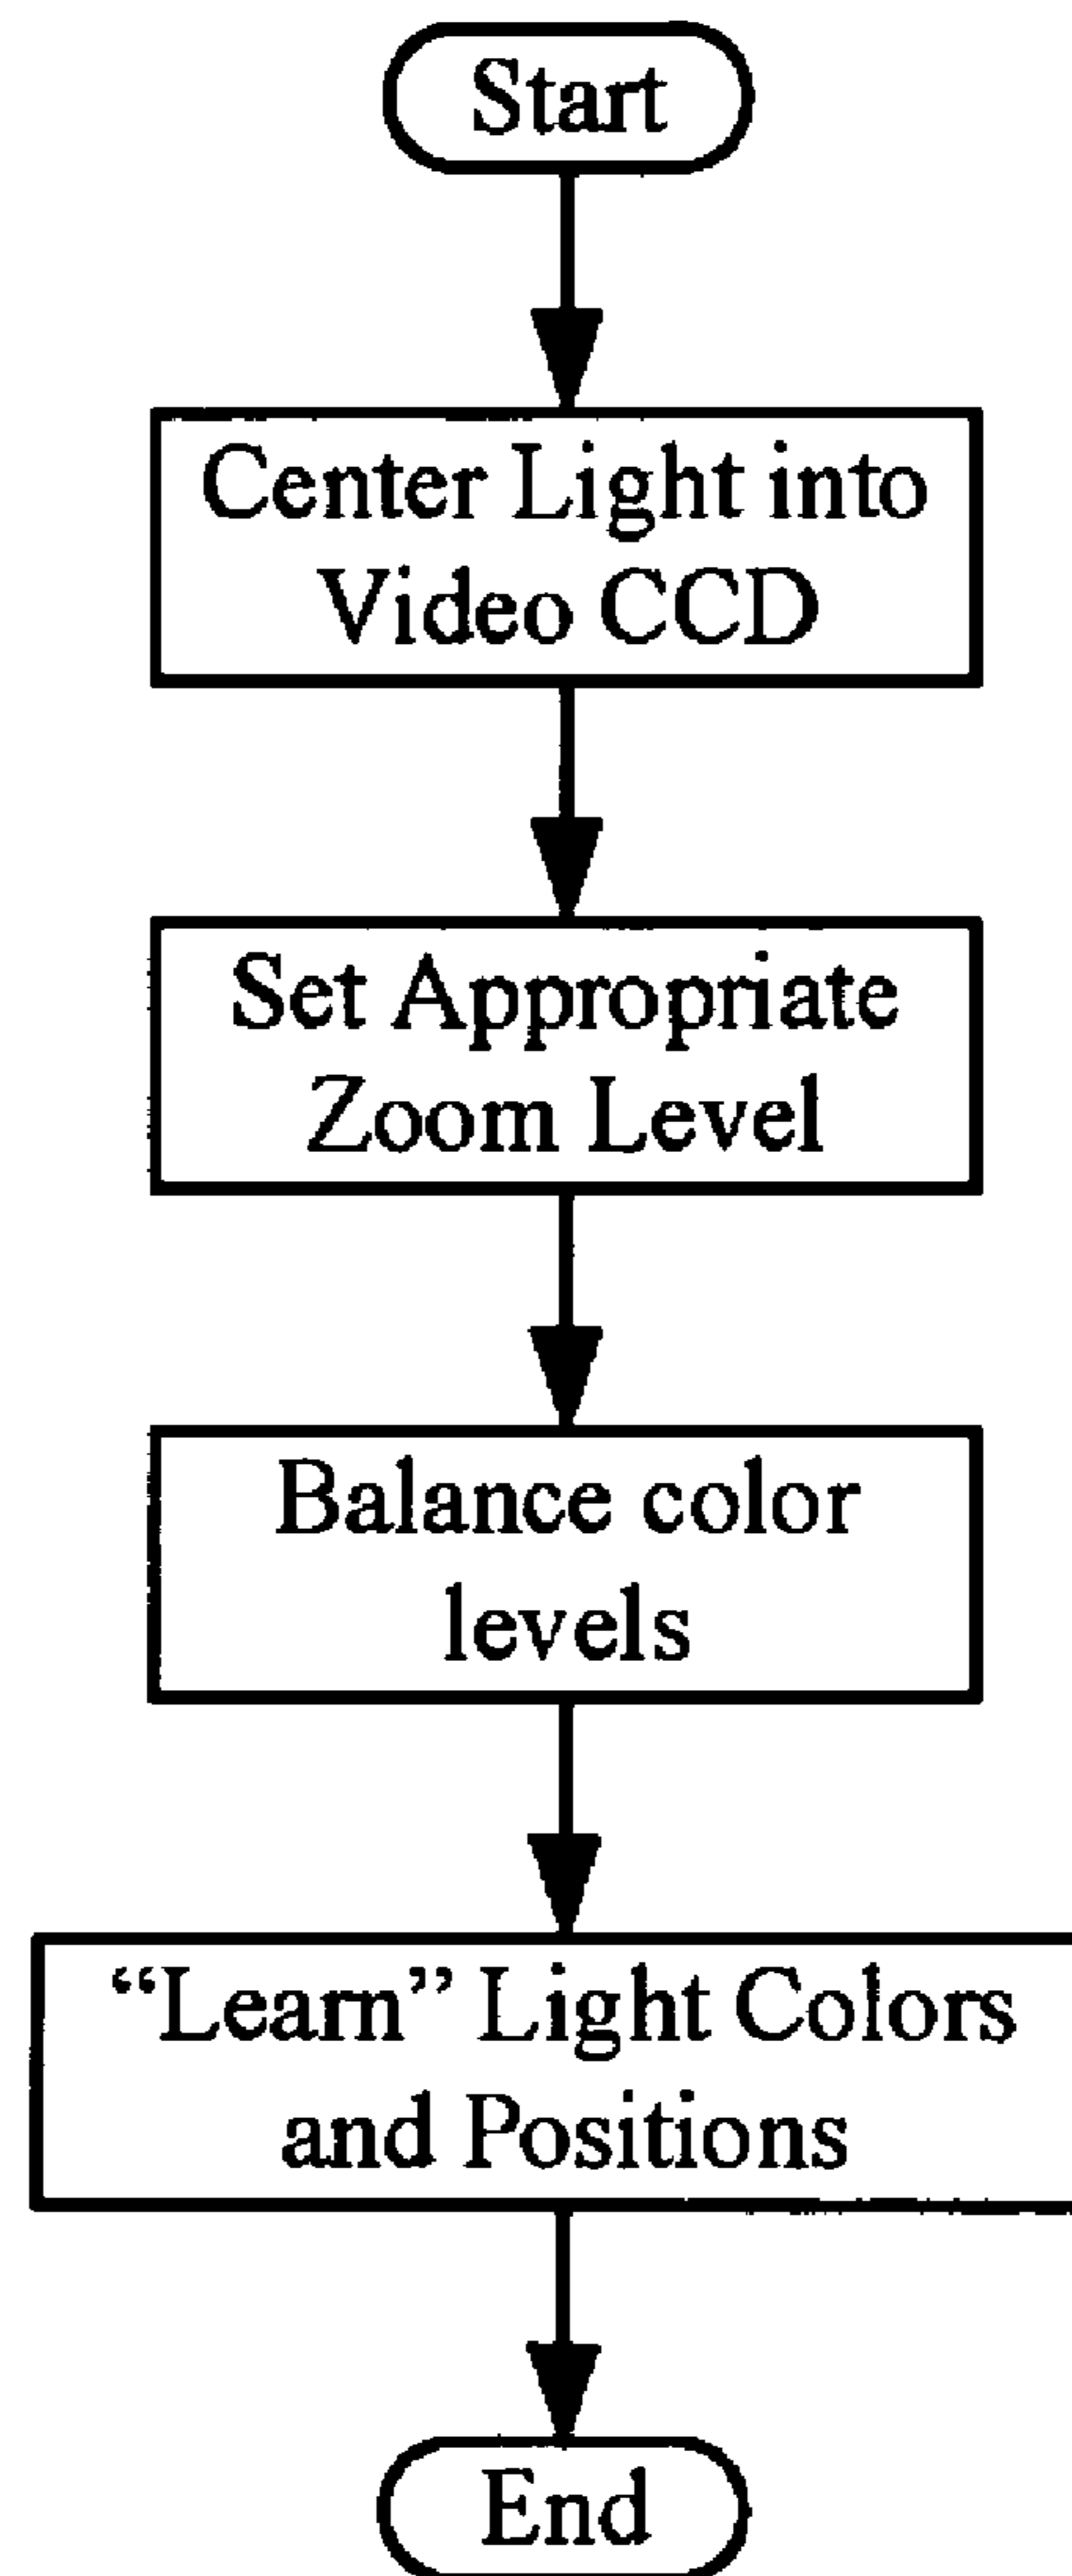 Start
Center Light into
Video CCD
Set Appropriate
Zoom Level
Balance color
levels
“Learn” Light Colors
and Positions
End